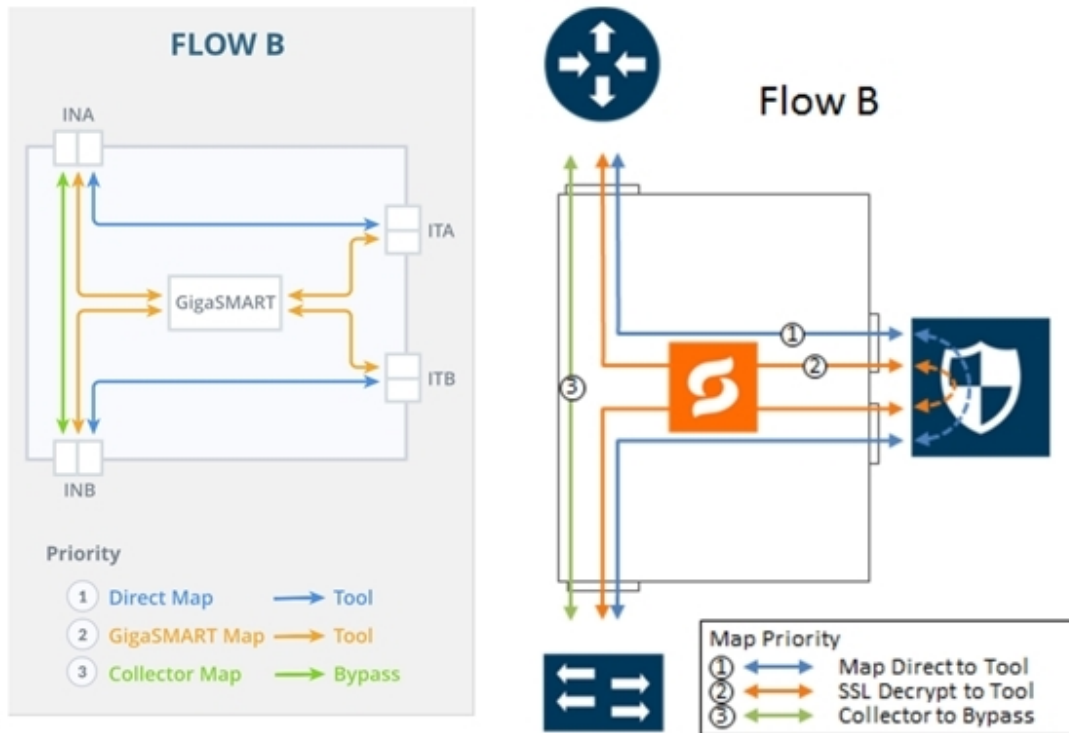 FLOW B
INA
ITA
GigaSMART
ITB
INB
Priority
1 Direct Map Tool
2 GigaSMART Map Tool
3 Collector Map Bypass
Flow B
1
2
3
Map Priority
1 Map Direct to Tool
2 SSL Decrypt to Tool
3 Collector to Bypass